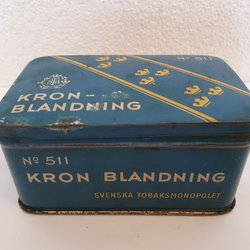 Nº 511
KRON-
BLANDNING
Nº 511
KRON BLANDNING
SVENSKA TOBAKSMONOPOLET